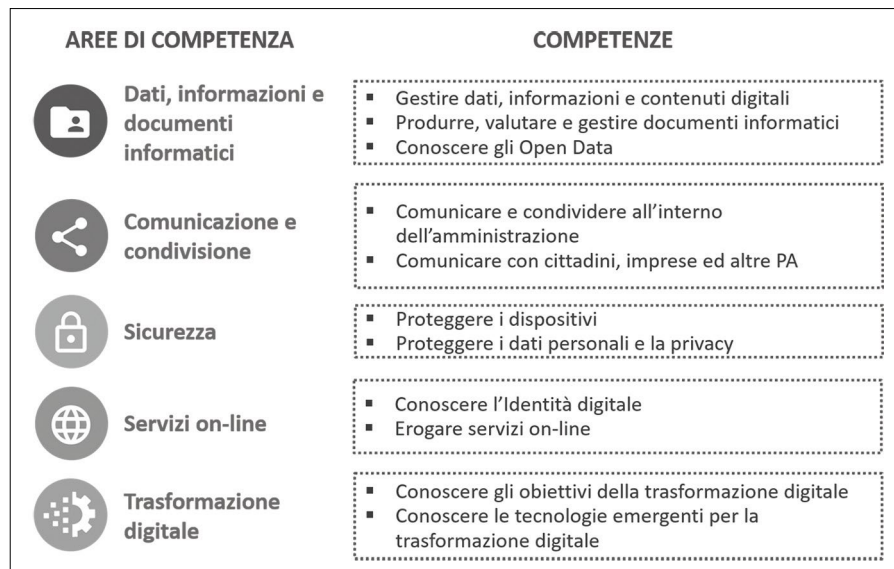 AREE DI COMPETENZA
COMPETENZE
Dati, informazioni e
documenti
informatici
▪ Gestire dati, informazioni e contenuti digitali
▪ Produrre, valutare e gestire documenti informatici
▪ Conoscere gli Open Data
Comunicazione e
condivisione
▪ Comunicare e condividere all'interno
dell'amministrazione
▪ Comunicare con cittadini, imprese ed altre PA
Sicurezza
▪ Proteggere i dispositivi
▪ Proteggere i dati personali e la privacy
Servizi on-line
▪ Conoscere l'Identità digitale
▪ Erogare servizi on-line
Trasformazione
digitale
▪ Conoscere gli obiettivi della trasformazione digitale
▪ Conoscere le tecnologie emergenti per la
trasformazione digitale